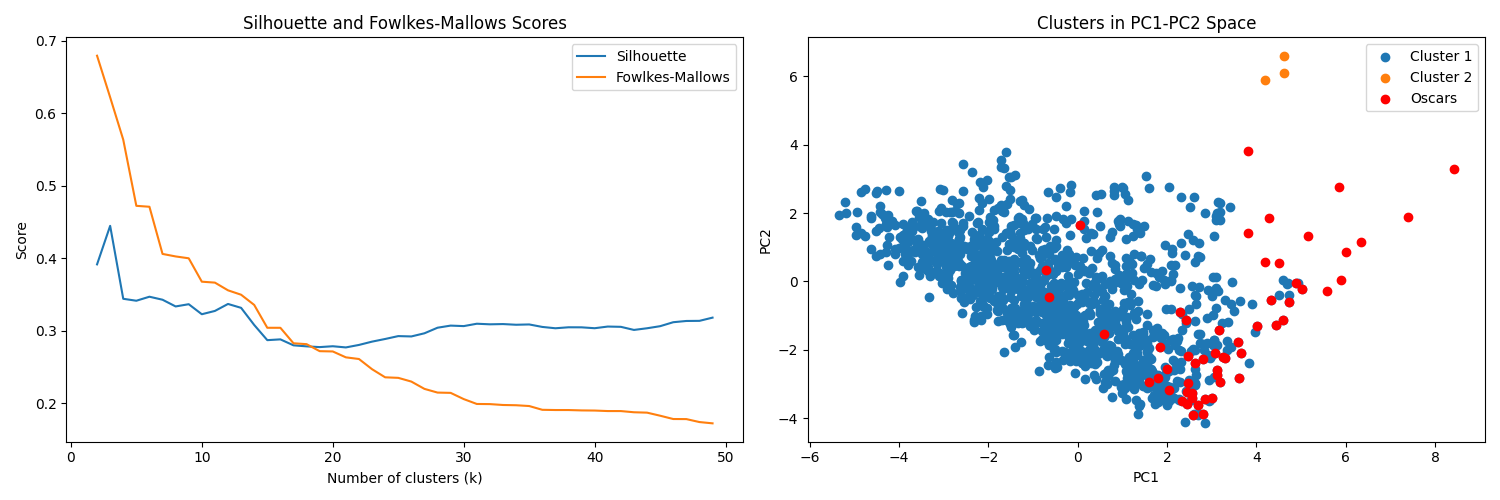 Silhouette and Fowlkes-Mallows Scores
0.7
0.6
0.5
0.4
0.3
0.2
Score
0
10
20
30
40
50
Number of clusters (k)
Silhouette
Fowlkes-Mallows
Clusters in PC1-PC2 Space
6
4
2
0
−2
−4
PC2
−6
−4
−2
0
2
4
6
8
PC1
Cluster 1
Cluster 2
Oscars